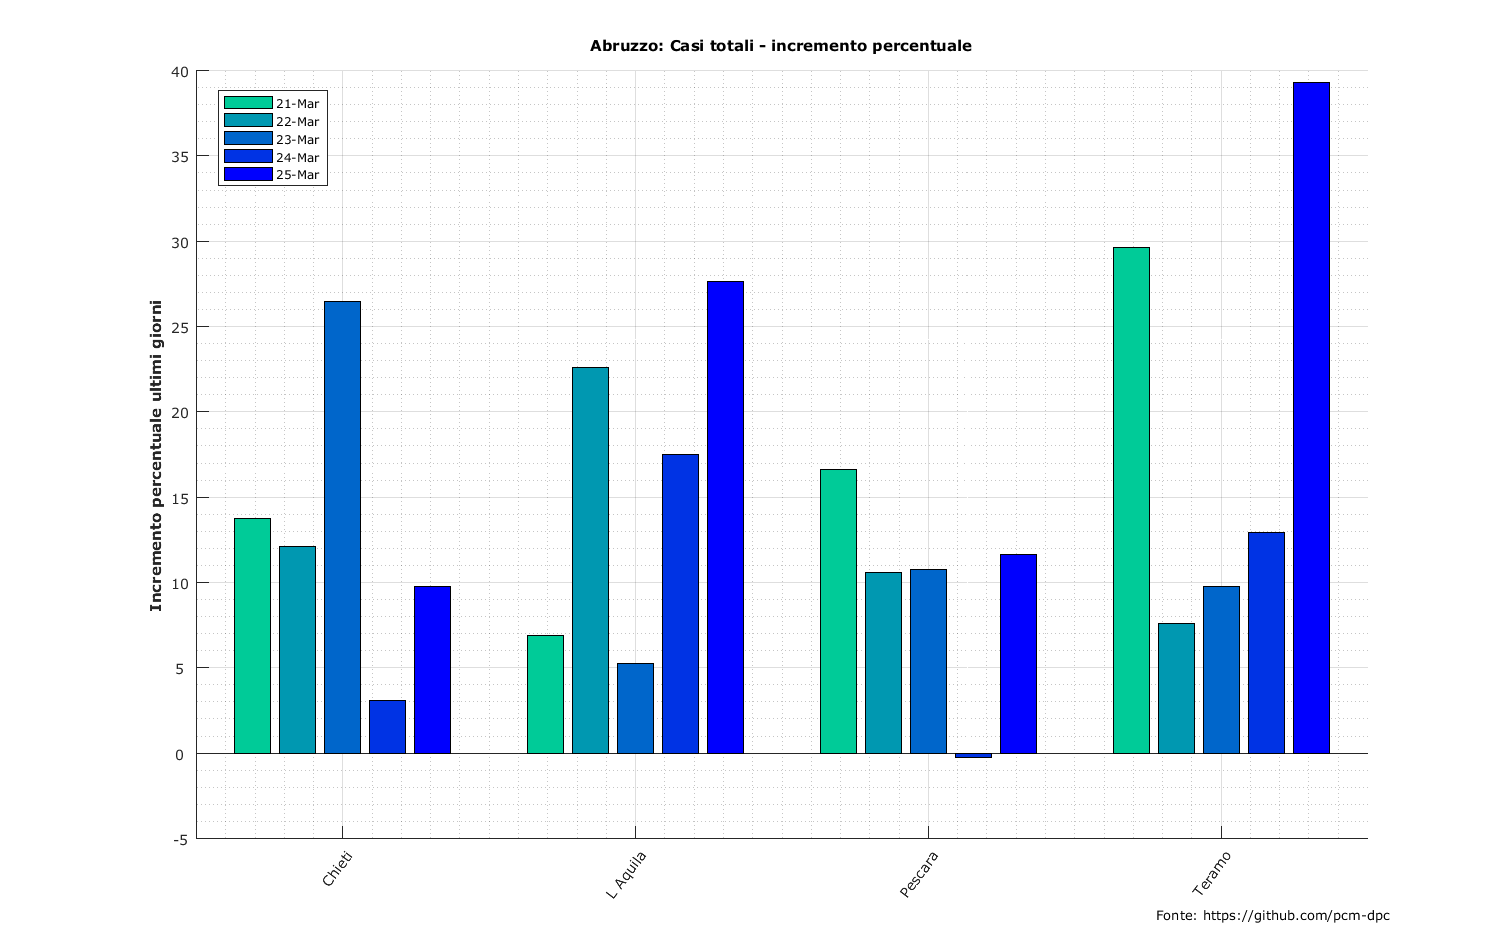 Abruzzo: Casi totali - incremento percentuale
40
35
30
25
20
15
10
5
0
-5
Incremento percentuale ultimi giorni
21-Mar
22-Mar
23-Mar
24-Mar
25-Mar
Chieti
L Aquila
Pescara
Teramo
Fonte: https://github.com/pcm-dpc